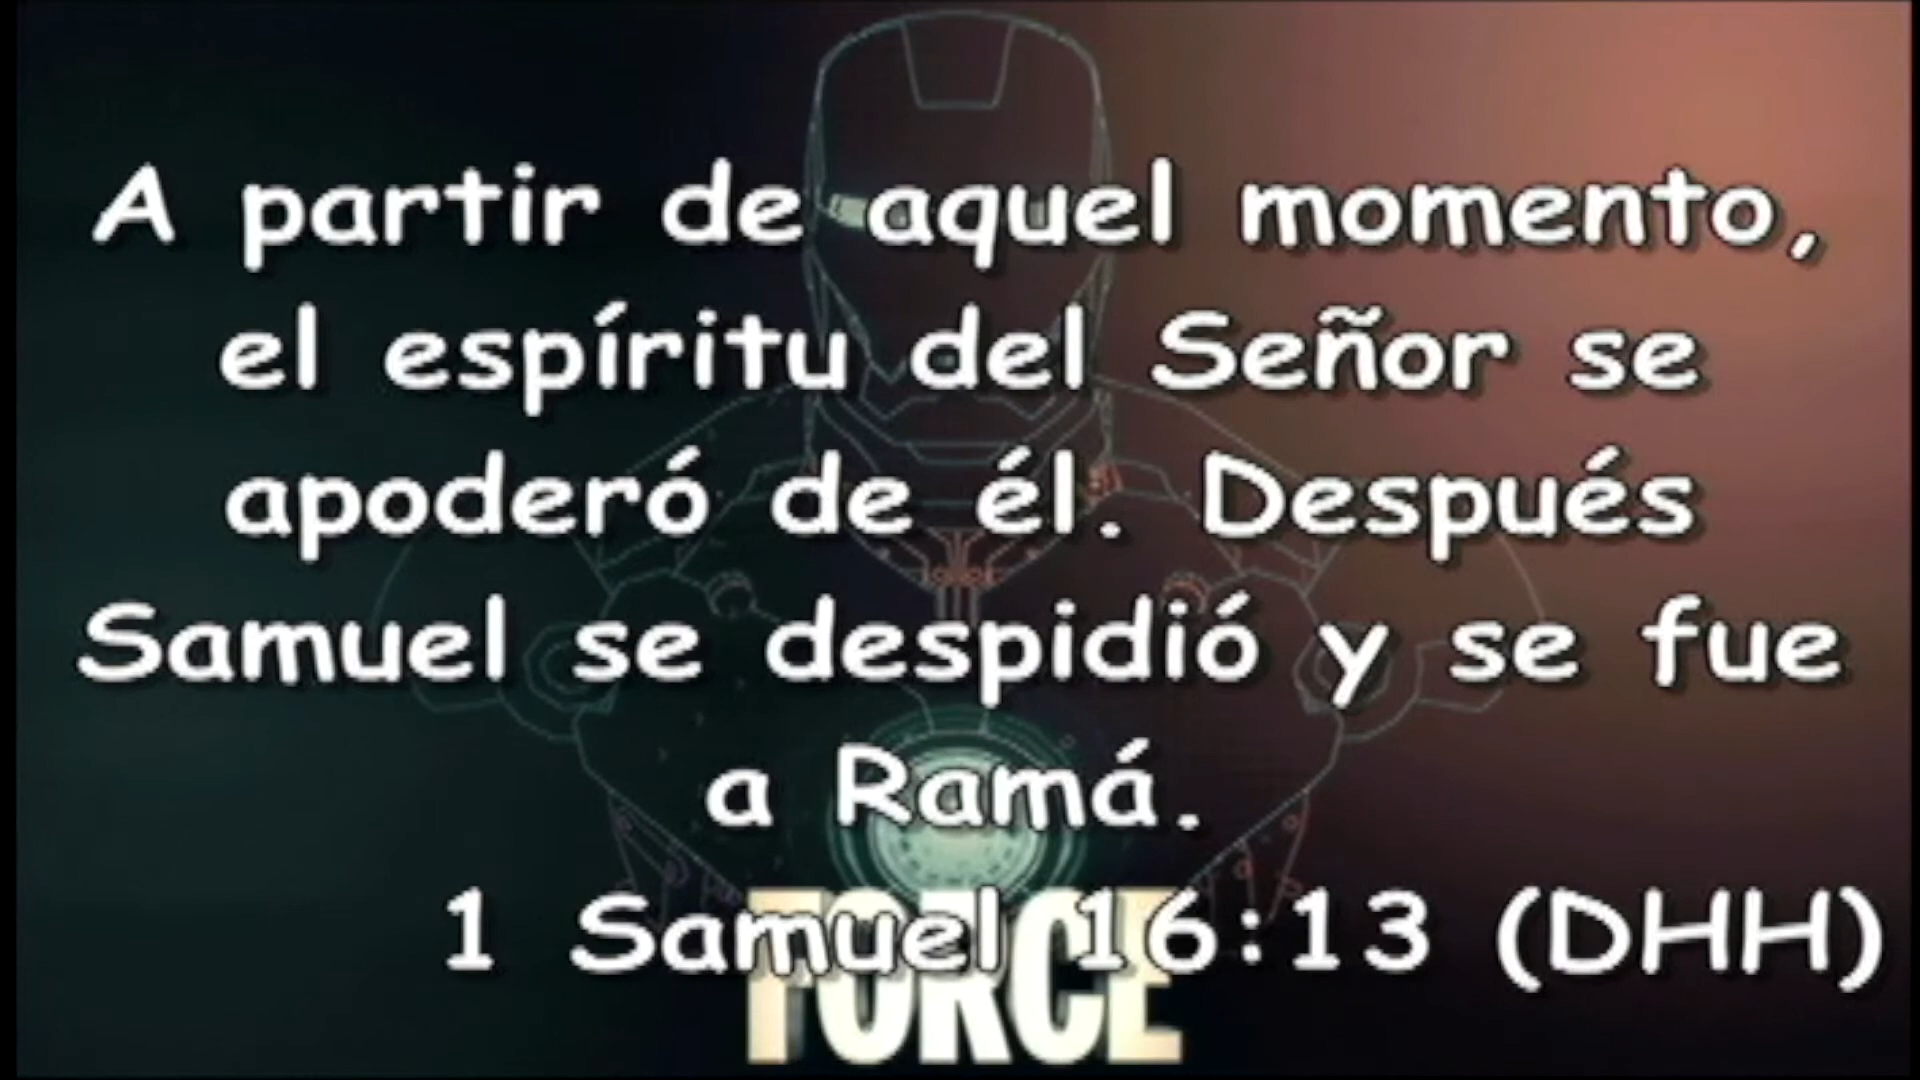 A partir de aquel momento,
el espíritu del Señor se
apoderó de él. Después
Samuel se despidió y se fue
a Ramá.
1 Samuel 16:13 (DHH)
FORCE